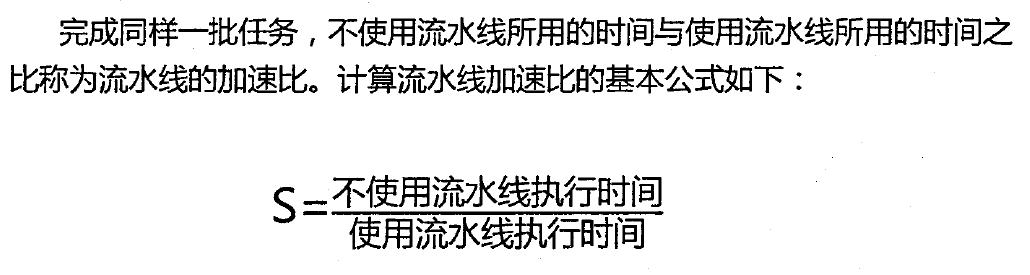 完成同样一批任务，不使用流水线所用的时间与使用流水线所用的时间之
比称为流水线的加速比。计算流水线加速比的基本公式如下：
S=不使用流水线执行时间
使用流水线执行时间